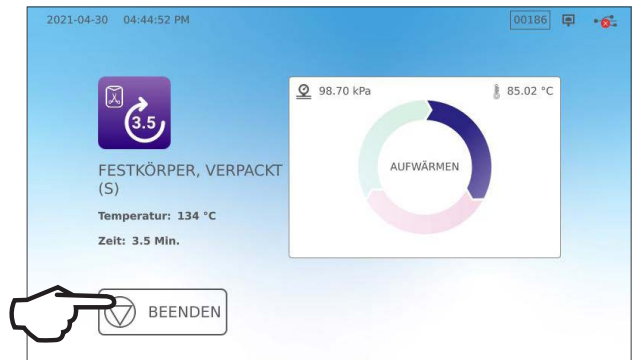 2021-04-30 04:44:52 PM 00186
98.70 kPa 85.02 °C
3.5
AUFWÄRMEN
FESTKÖRPER, VERPACKT
(S)
Temperatur: 134 °C
Zeit: 3.5 Min.
BEENDEN